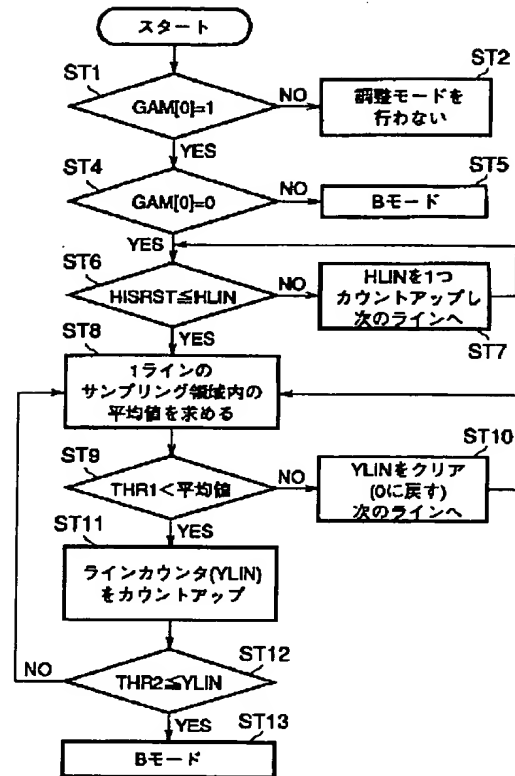 スタート
ST1
GAM[0]=1
NO
ST2
調整モードを
行わない
YES
ST4
GAM[0]=0
NO
ST5
Bモード
YES
ST6
HISRST≦HLIN
NO
HLINを1つ
カウントアップし
次のラインへ
ST7
YES
ST8
1ラインの
サンプリング領域内の
平均値を求める
ST9
THR1<平均値
NO
ST10
YLINをクリア
(0に戻す)
次のラインへ
YES
ST11
ラインカウンタ(YLIN)
をカウントアップ
NO
ST12
THR2≦YLIN
YES
ST13
Bモード